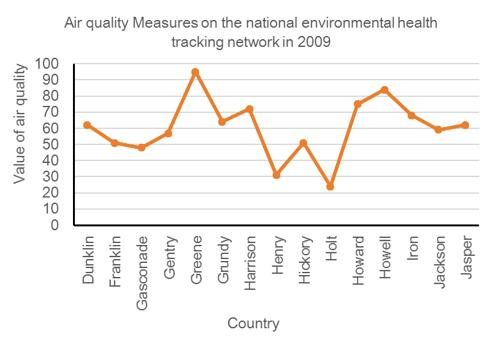 Air quality Measures on the national environmental health
tracking network in 2009
Value of air quality
100
90
80
70
60
50
40
30
20
10
0
Dunklin
Franklin
Gasconade
Gentry
Greene
Grundy
Harrison
Henry
Hickory
Holt
Howard
Howell
Iron
Jackson
Jasper
Country